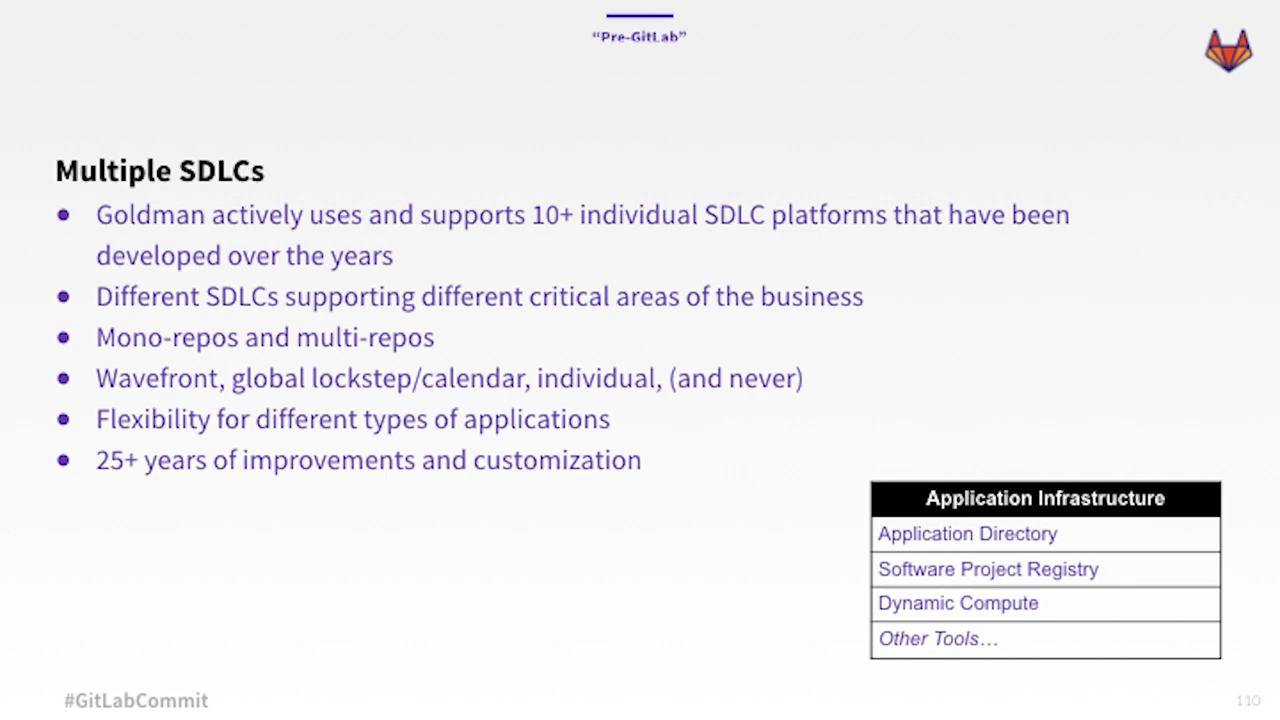 “Pre-GitLab”
Multiple SDLCs
• Goldman actively uses and supports 10+ individual SDLC platforms that have been
developed over the years
• Different SDLCs supporting different critical areas of the business
• Mono-repos and multi-repos
• Wavefront, global lockstep/calendar, individual, (and never)
• Flexibility for different types of applications
• 25+ years of improvements and customization
Application Infrastructure
Application Directory
Software Project Registry
Dynamic Compute
Other Tools…
#GitLabCommit
110